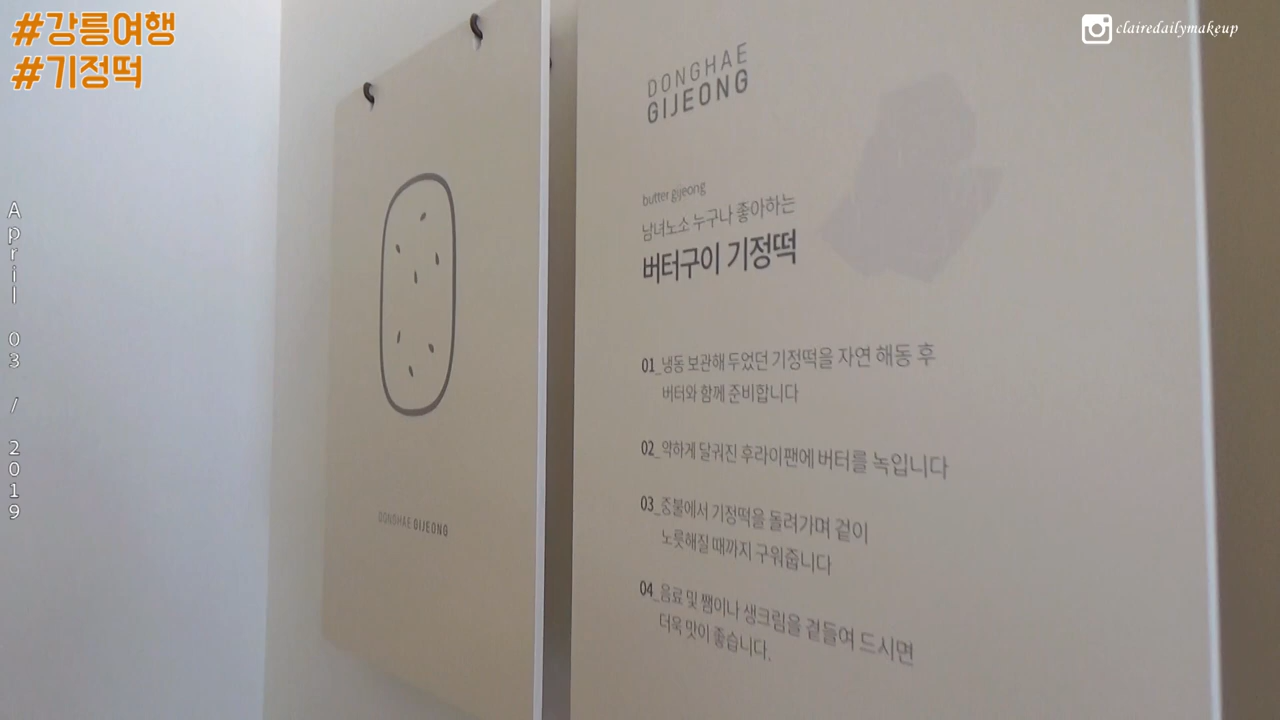 #강릉여행
#기정떡
clairedailymakeup
April 03 / 2019
DONGHAE GIJEONG
DONGHAE
GIJEONG
butter gijeong
남녀노소 누구나 좋아하는
버터구이 기정떡
01_냉동 보관해 두었던 기정떡을 자연 해동 후
버터와 함께 준비합니다
02_약하게 달궈진 후라이팬에 버터를 녹입니다
03_중불에서 기정떡을 돌려가며 겉이
노릇해질 때까지 구워줍니다
04_음료 및 쨈이나 생크림을 곁들여 드시면
더욱 맛이 좋습니다.